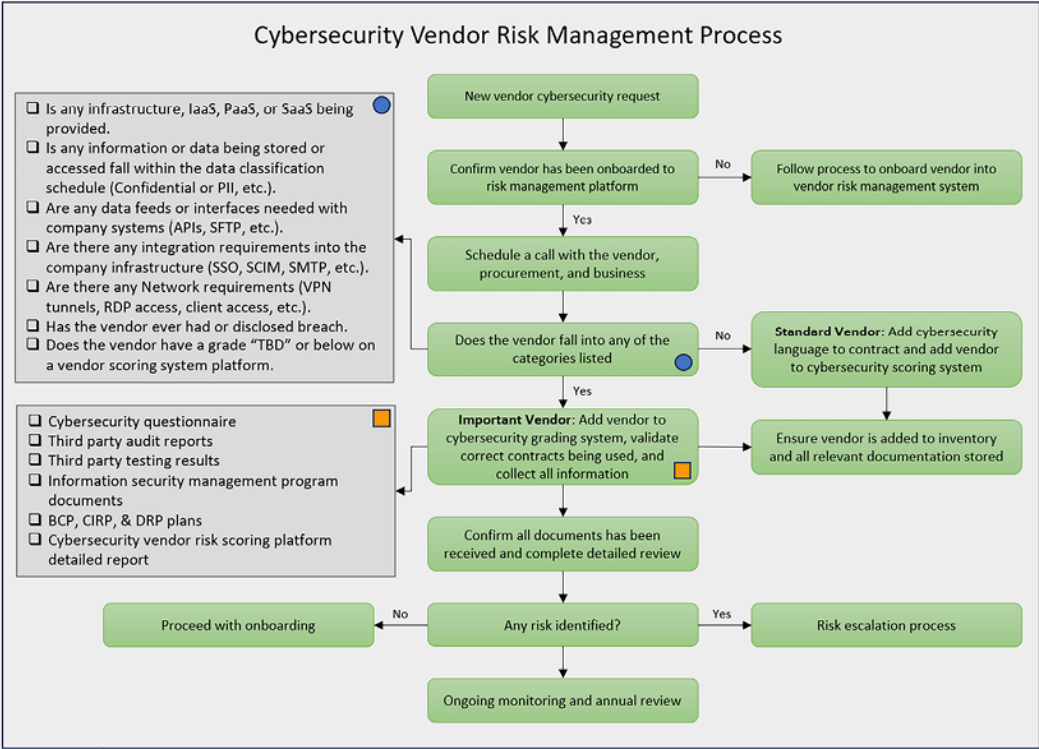 Cybersecurity Vendor Risk Management Process
New vendor cybersecurity request
Confirm vendor has been onboarded to
risk management platform
No
Follow process to onboard vendor into
vendor risk management system
Yes
Schedule a call with the vendor,
procurement, and business
Does the vendor fall into any of the
categories listed
No
Standard Vendor: Add cybersecurity
language to contract and add vendor
to cybersecurity scoring system
Is any infrastructure, IaaS, PaaS, or SaaS being
provided.
Is any information or data being stored or
accessed fall within the data classification
schedule (Confidential or PII, etc.).
Are any data feeds or interfaces needed with
company systems (APIs, SFTP, etc.).
Are there any integration requirements into the
company infrastructure (SSO, SCIM, SMTP, etc.).
Are there any Network requirements (VPN
tunnels, RDP access, client access, etc.).
Has the vendor ever had or disclosed breach.
Does the vendor have a grade “TBD” or below on
a vendor scoring system platform.
Yes
Important Vendor: Add vendor to
cybersecurity grading system, validate
correct contracts being used, and
collect all information
Ensure vendor is added to inventory
and all relevant documentation stored
Cybersecurity questionnaire
Third party audit reports
Third party testing results
Information security management program
documents
BCP, CIRP, & DRP plans
Cybersecurity vendor risk scoring platform
detailed report
Confirm all documents has been
received and complete detailed review
Any risk identified?
No
Proceed with onboarding
Yes
Risk escalation process
Ongoing monitoring and annual review